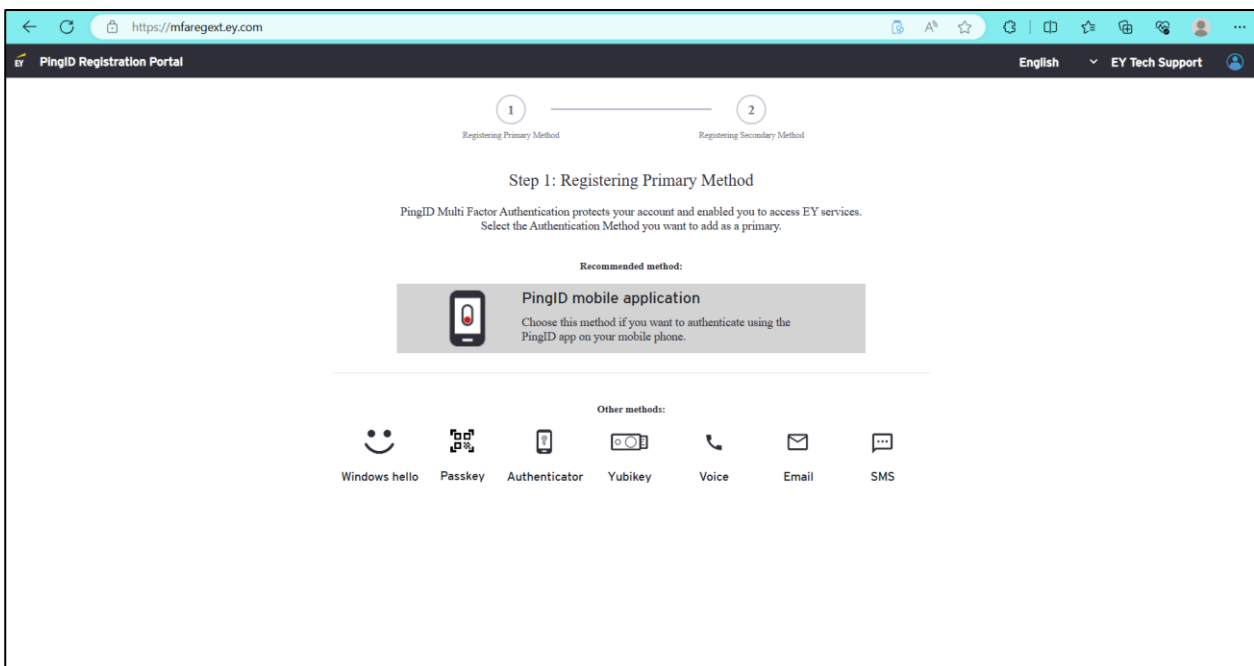 https://mfaregext.ey.com
EY PingID Registration Portal English EY Tech Support
1 2
Registering Primary Method Registering Secondary Method
Step 1: Registering Primary Method
PingID Multi Factor Authentication protects your account and enabled you to access EY services.
Select the Authentication Method you want to add as a primary.
Recommended method:
PingID mobile application
Choose this method if you want to authenticate using the
PingID app on your mobile phone.
Other methods:
Windows hello Passkey Authenticator Yubikey Voice Email SMS